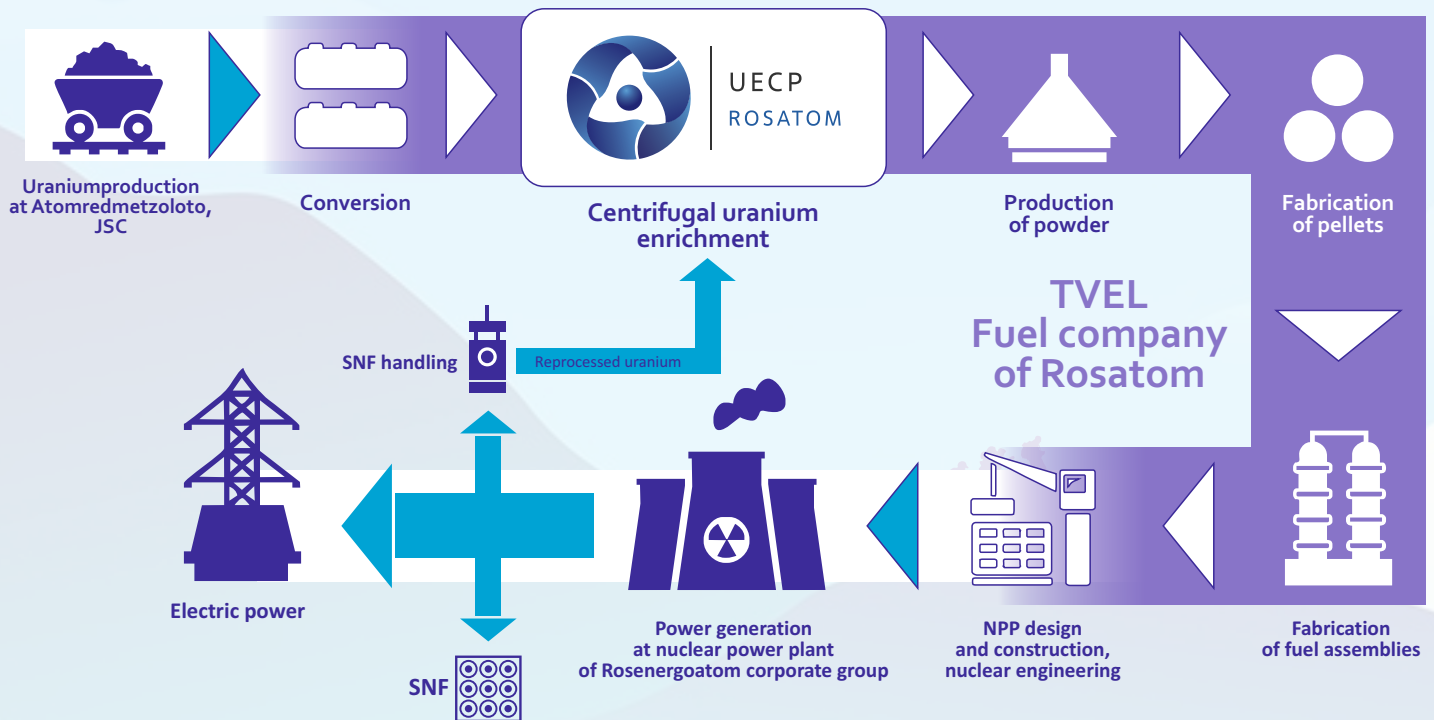 UECP
ROSATOM
Uraniumproduction
at Atomredmetzoloto,
JSC
Conversion
Centrifugal uranium
enrichment
Production
of powder
Fabrication
of pellets
TVEL
Fuel company
of Rosatom
SNF handling
Reprocessed uranium
Electric power
SNF
Power generation
at nuclear power plant
of Rosenergoatom corporate group
NPP design
and construction,
nuclear engineering
Fabrication
of fuel assemblies